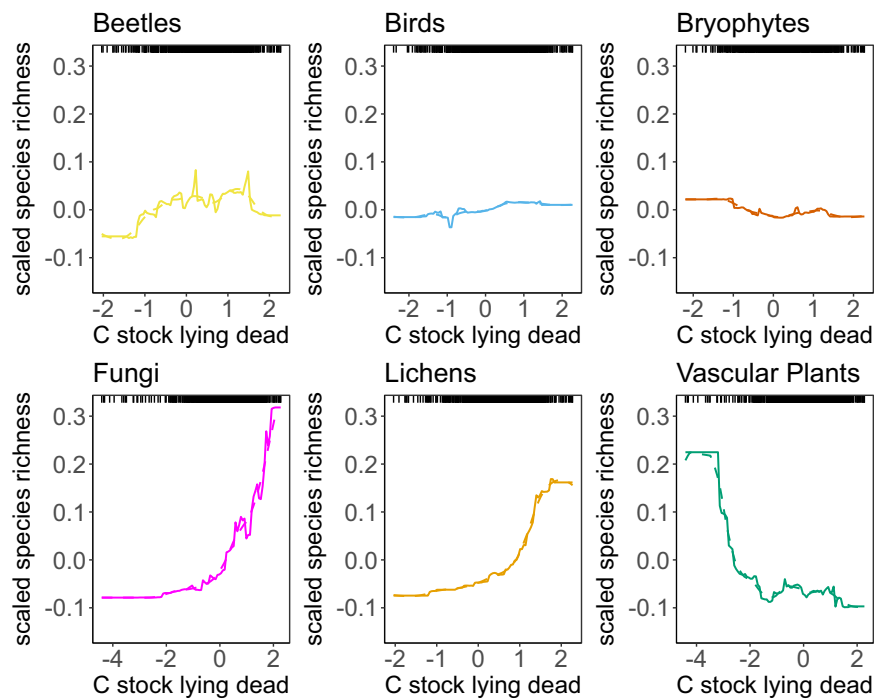 Beetles
Birds
Bryophytes
scaled species richness
0.3
0.2
0.1
0.0
-0.1
-2 -1 0 1 2
C stock lying dead
scaled species richness
0.3
0.2
0.1
0.0
-0.1
-2 -1 0 1 2
C stock lying dead
scaled species richness
0.3
0.2
0.1
0.0
-0.1
-2 -1 0 1 2
C stock lying dead
Fungi
Lichens
Vascular Plants
scaled species richness
0.3
0.2
0.1
0.0
-0.1
-4 -2 0 2
C stock lying dead
scaled species richness
0.3
0.2
0.1
0.0
-0.1
-2 -1 0 1 2
C stock lying dead
scaled species richness
0.3
0.2
0.1
0.0
-0.1
-4 -2 0 2
C stock lying dead